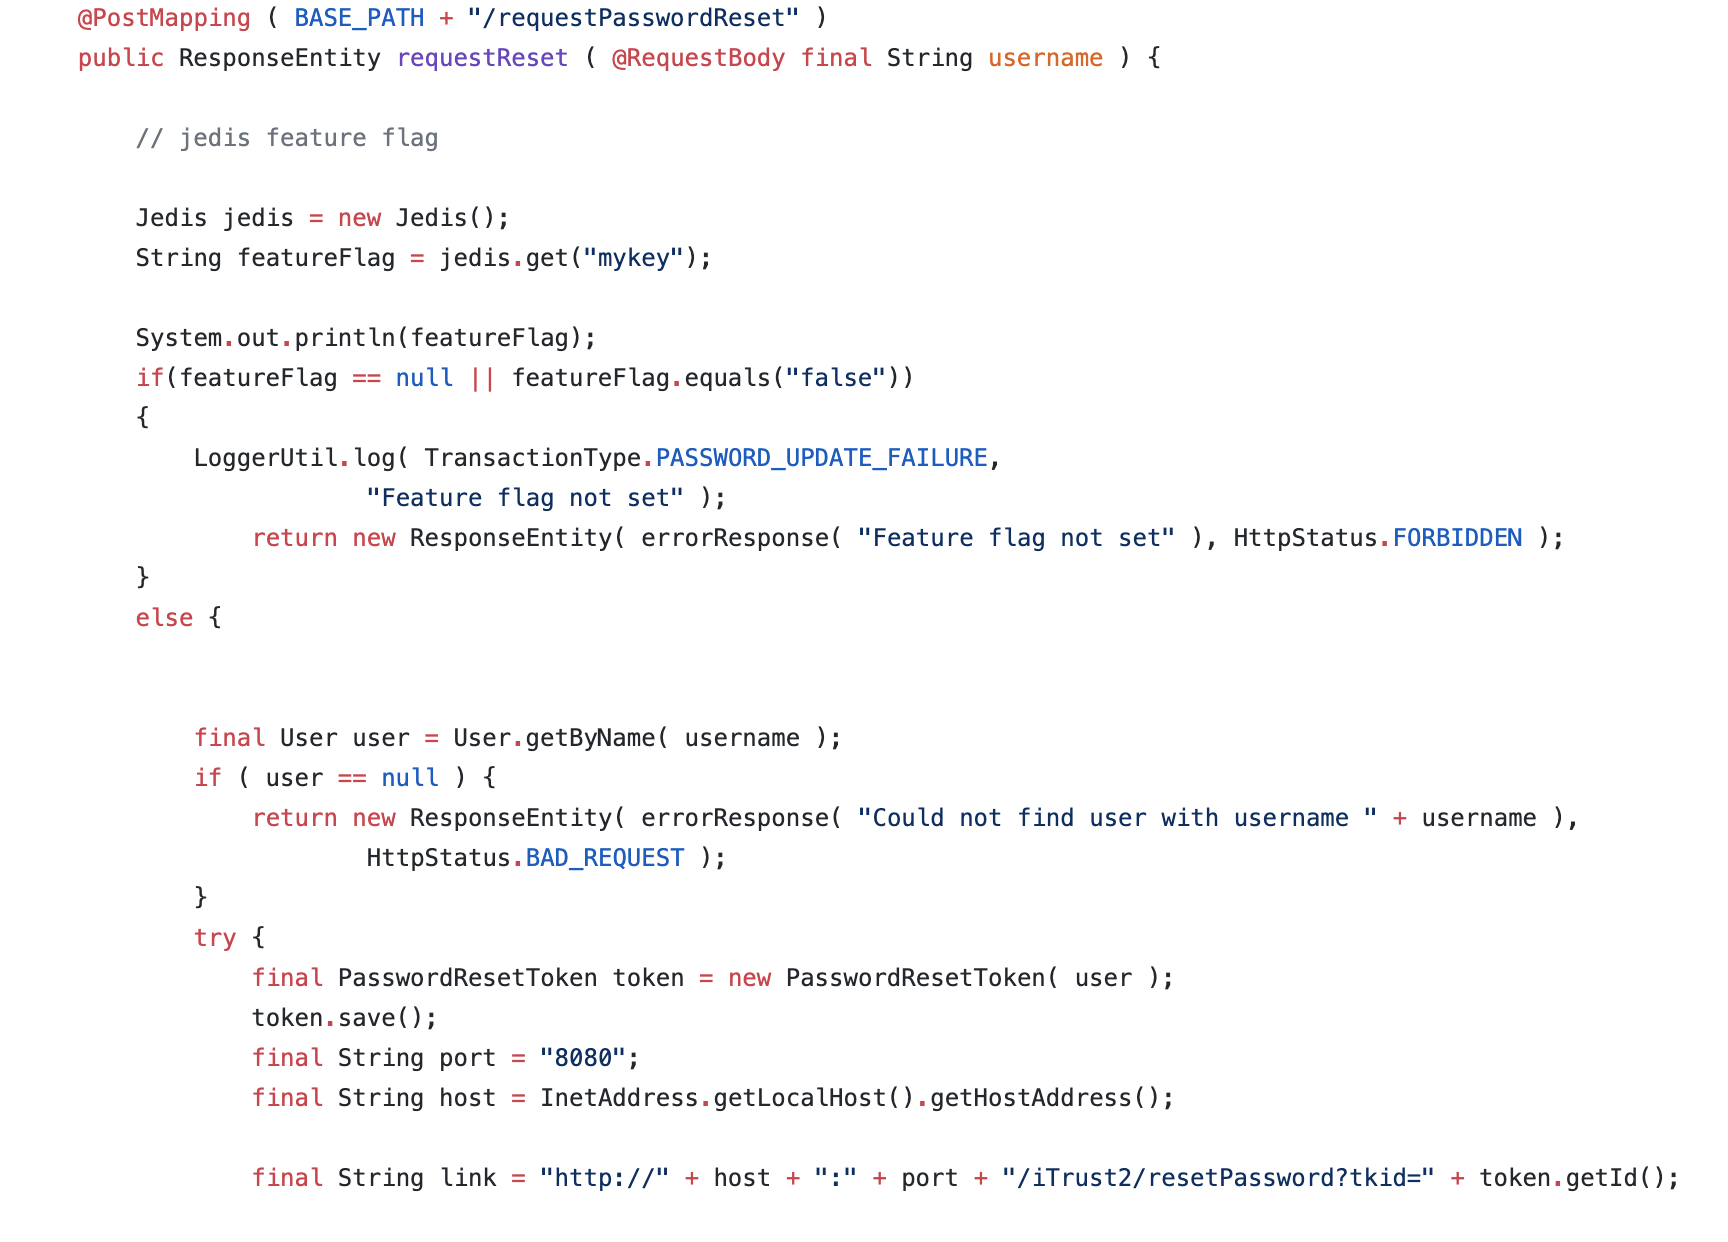 @PostMapping ( BASE_PATH + "/requestPasswordReset" )
public ResponseEntity requestReset ( @RequestBody final String username ) {
// jedis feature flag
Jedis jedis = new Jedis();
String featureFlag = jedis.get("mykey");
System.out.println(featureFlag);
if(featureFlag == null || featureFlag.equals("false"))
{
LoggerUtil.log( TransactionType.PASSWORD_UPDATE_FAILURE,
"Feature flag not set" );
return new ResponseEntity( errorResponse( "Feature flag not set" ), HttpStatus.FORBIDDEN );
}
else {
final User user = User.getByName( username );
if ( user == null ) {
return new ResponseEntity( errorResponse( "Could not find user with username " + username ),
HttpStatus.BAD_REQUEST );
}
try {
final PasswordResetToken token = new PasswordResetToken( user );
token.save();
final String port = "8080";
final String host = InetAddress.getLocalHost().getHostAddress();
final String link = "http://" + host + ":" + port + "/iTrust2/resetPassword?tkid=" + token.getId();